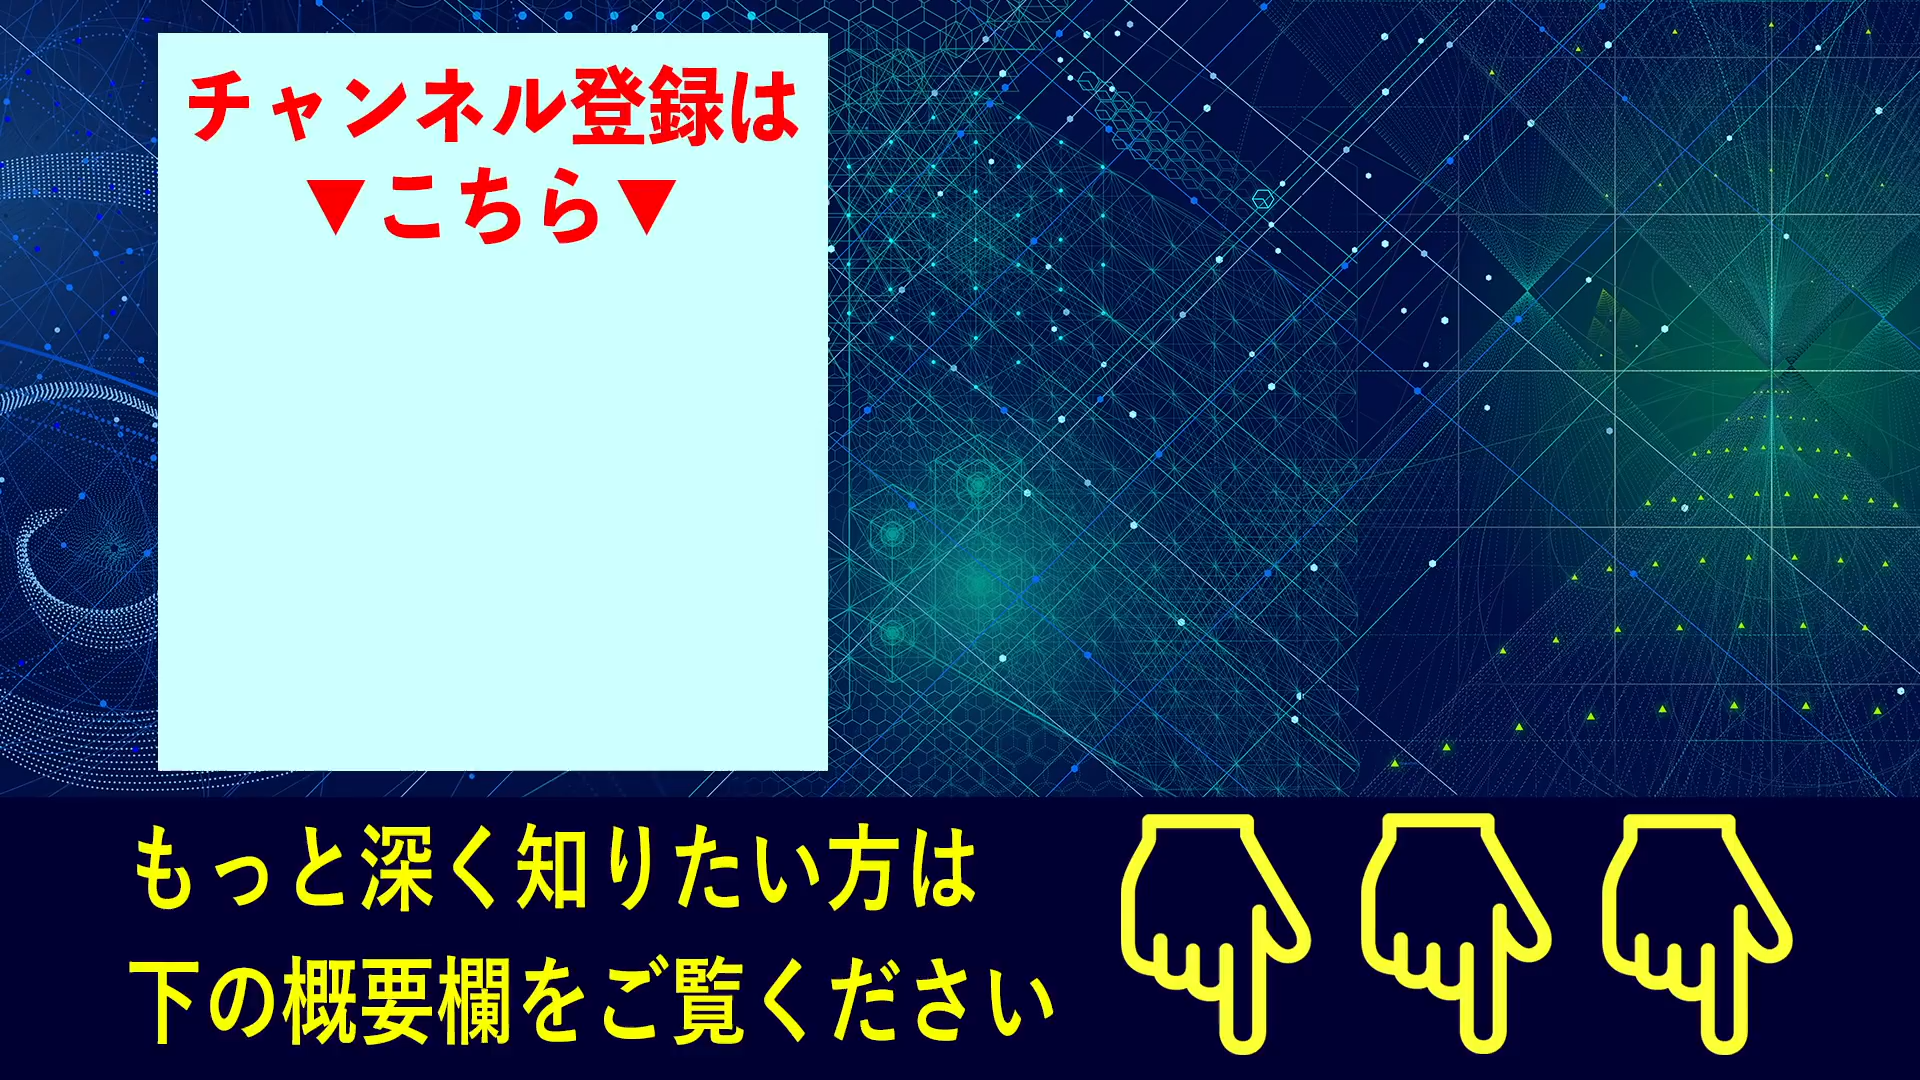 チャンネル登録は
▼こちら▼
もっと深く知りたい方は
下の概要欄をご覧ください